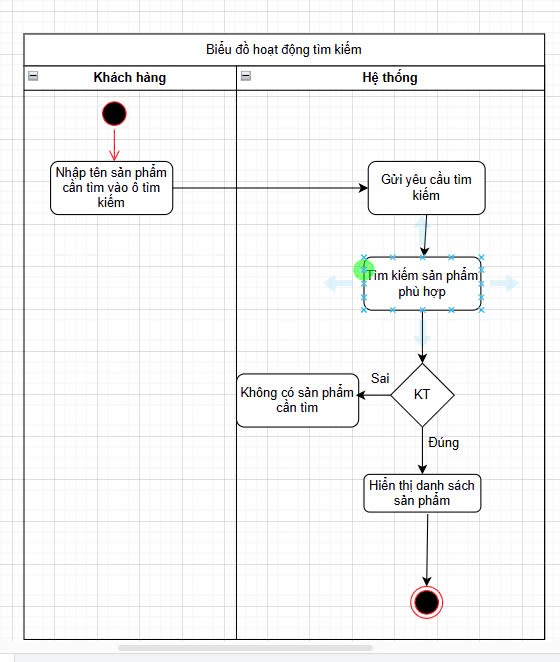 Biểu đồ hoạt động tìm kiếm
Khách hàng
Hệ thống
Nhập tên sản phẩm
cần tìm vào ô tìm
kiếm
Gửi yêu cầu tìm
kiếm
Tìm kiếm sản phẩm
phù hợp
Sai
KT
Không có sản phẩm
cần tìm
Đúng
Hiển thị danh sách
sản phẩm